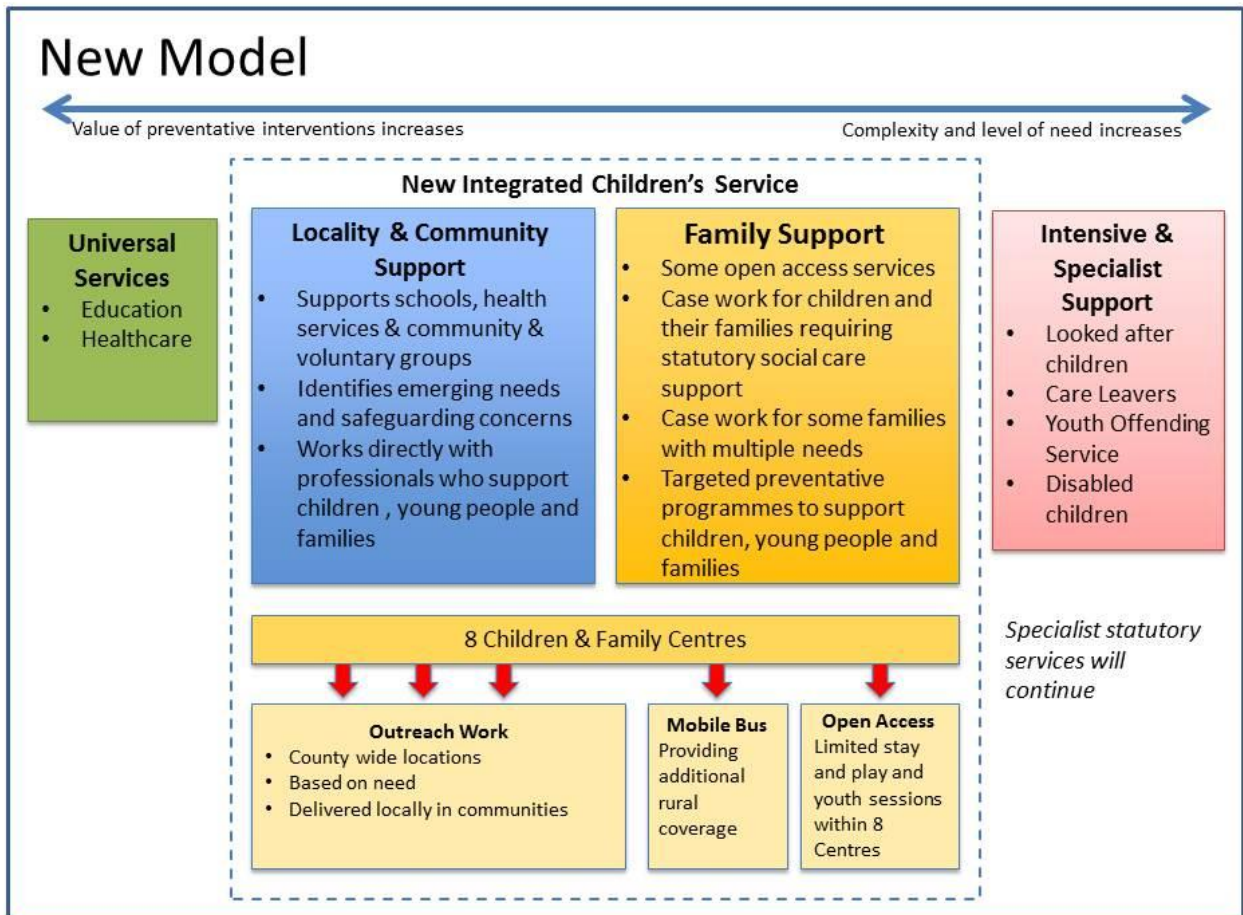 New Model
Value of preventative interventions increases
Complexity and level of need increases
New Integrated Children's Service
Universal
Services
• Education
• Healthcare
Locality & Community
Support
• Supports schools, health
services & community &
voluntary groups
• Identifies emerging needs
and safeguarding concerns
• Works directly with
professionals who support
children , young people and
families
Family Support
• Some open access services
• Case work for children and
their families requiring
statutory social care
support
• Case work for some families
with multiple needs
• Targeted preventative
programmes to support
children, young people and
families
Intensive &
Specialist
Support
• Looked after
children
• Care Leavers
• Youth Offending
Service
• Disabled
children
8 Children & Family Centres
Specialist statutory
services will
continue
Outreach Work
• County wide locations
• Based on need
• Delivered locally in communities
Mobile Bus
Providing
additional
rural
coverage
Open Access
Limited stay
and play and
youth sessions
within 8
Centres